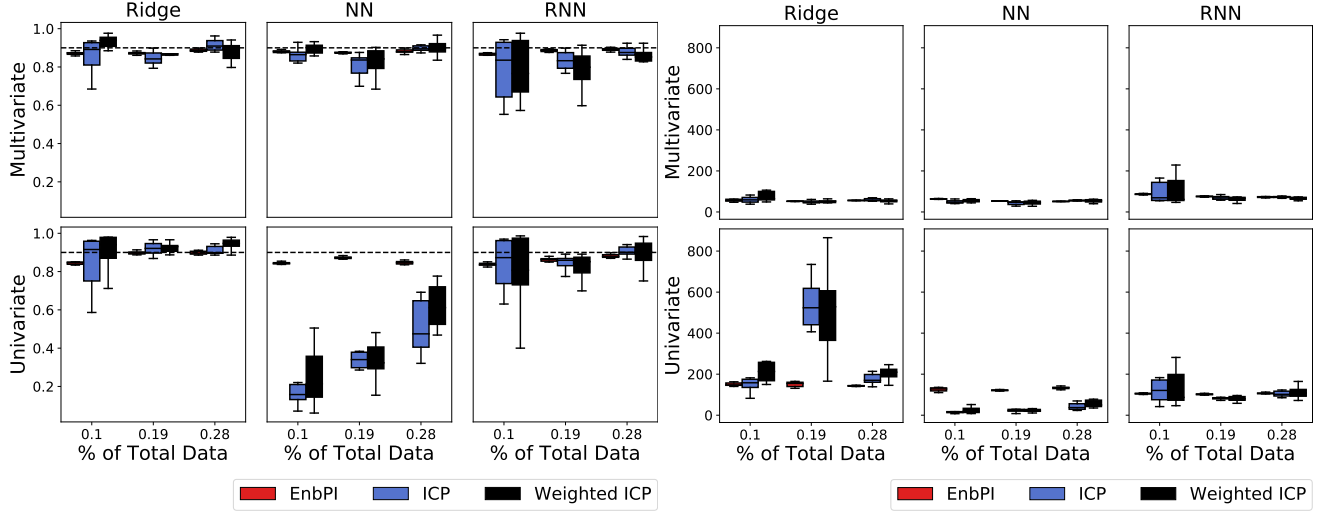 Ridge NN RNN
Multivariate
1.0
0.8
0.6
0.4
0.2
Univariate
1.0
0.8
0.6
0.4
0.2
0.1 0.19 0.28
0.1 0.19 0.28
0.1 0.19 0.28
% of Total Data % of Total Data % of Total Data
EnbPI ICP Weighted ICP
Ridge NN RNN
Multivariate
800
600
400
200
0
Univariate
800
600
400
200
0
0.1 0.19 0.28
0.1 0.19 0.28
0.1 0.19 0.28
% of Total Data % of Total Data % of Total Data
EnbPI ICP Weighted ICP